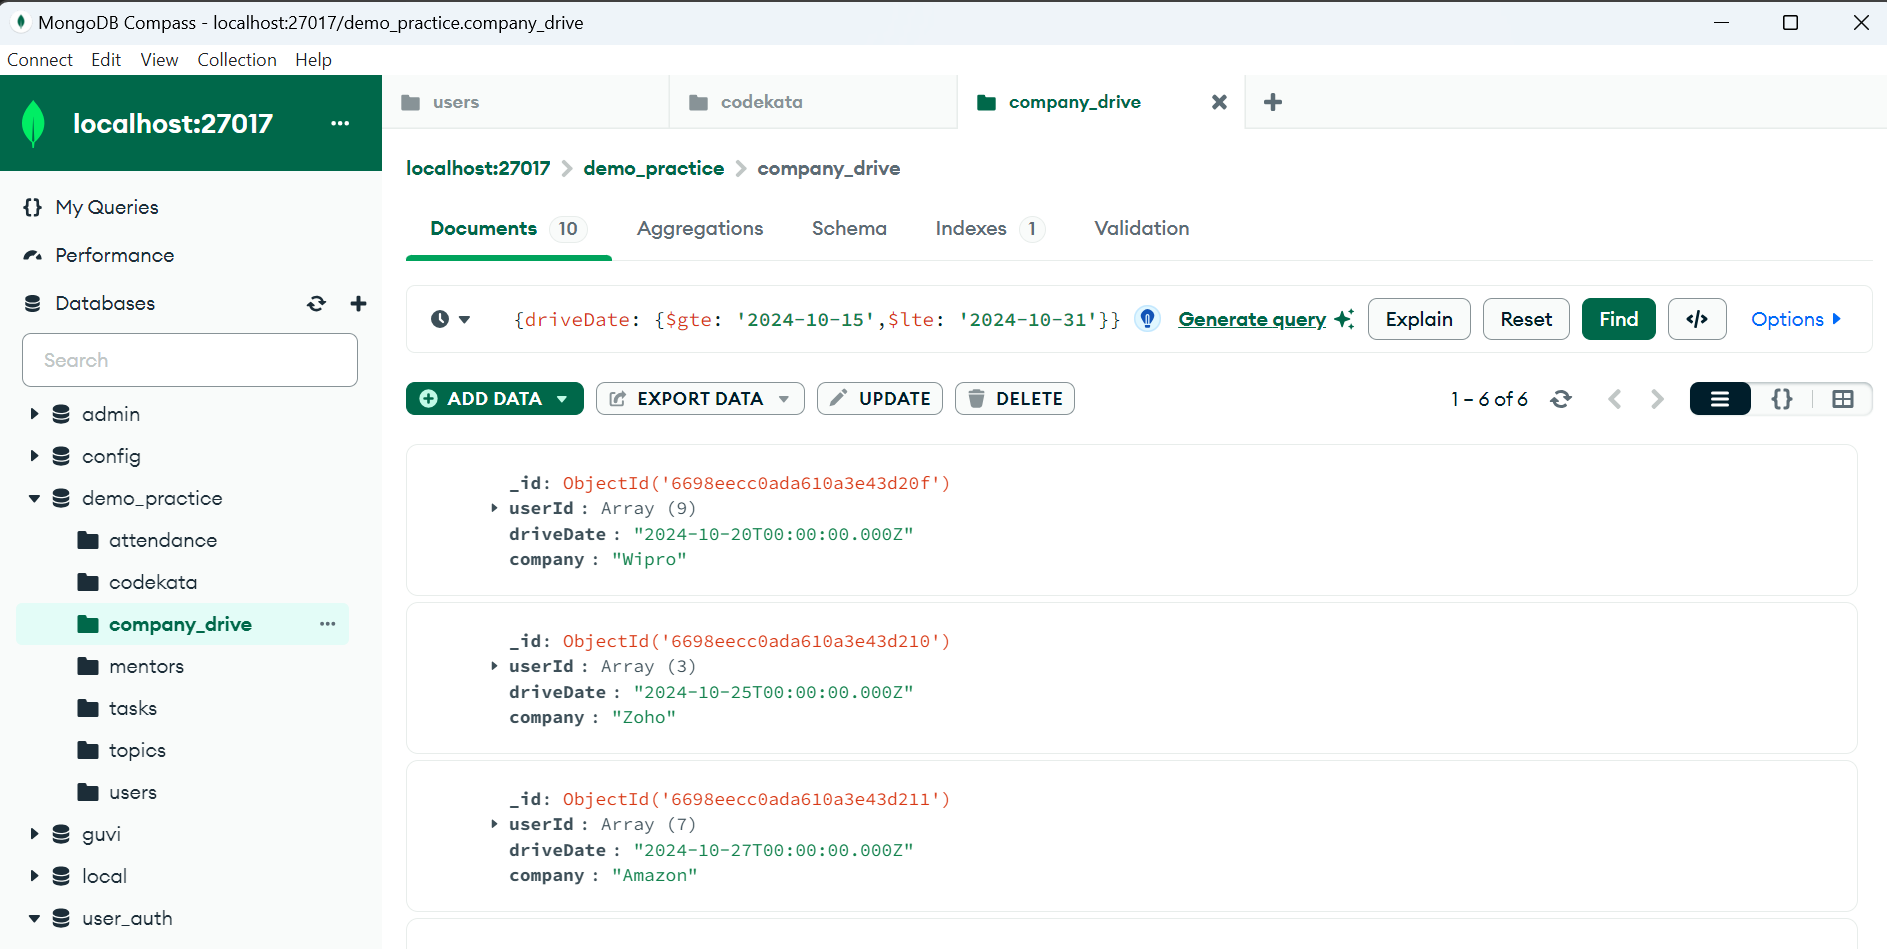 MongoDB Compass - localhost:27017/demo_practice.company_drive
Connect Edit View Collection Help
localhost:27017 ...
My Queries
Performance
Databases
Search
admin
config
demo_practice
attendance
codekata
company_drive ...
mentors
tasks
topics
users
guvi
local
user_auth
users codekata company_drive
localhost:27017 > demo_practice > company_drive
Documents 10 Aggregations Schema Indexes 1 Validation
{driveDate: {$gte: '2024-10-15',$lte: '2024-10-31'}} Generate query Explain Reset Find </> Options
ADD DATA EXPORT DATA UPDATE DELETE 1 – 6 of 6 {}
_id: ObjectId('6698eecc0ada610a3e43d20f')
userId : Array (9)
driveDate : "2024-10-20T00:00:00.000Z"
company : "Wipro"
_id: ObjectId('6698eecc0ada610a3e43d210')
userId : Array (3)
driveDate : "2024-10-25T00:00:00.000Z"
company : "Zoho"
_id: ObjectId('6698eecc0ada610a3e43d211')
userId : Array (7)
driveDate : "2024-10-27T00:00:00.000Z"
company : "Amazon"